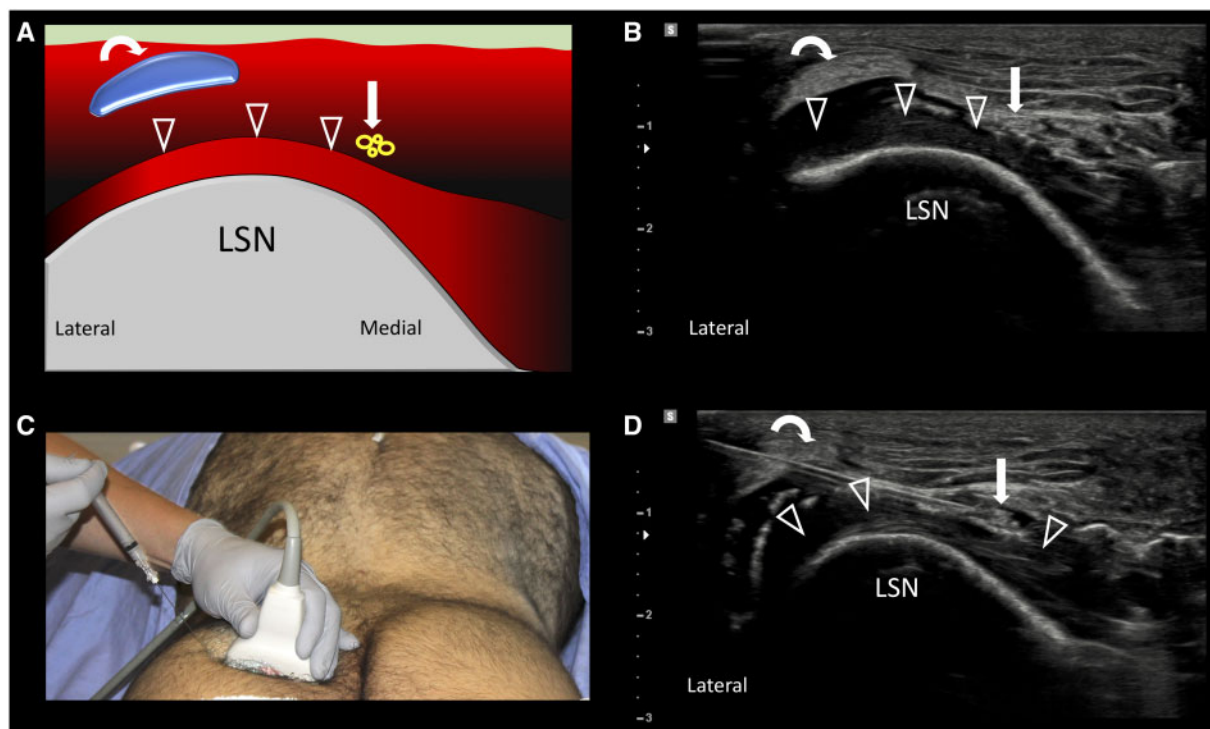 A
LSN
Lateral
Medial
B
S
-1
-2
-3
LSN
Lateral
C
D
S
-1
-2
-3
LSN
Lateral